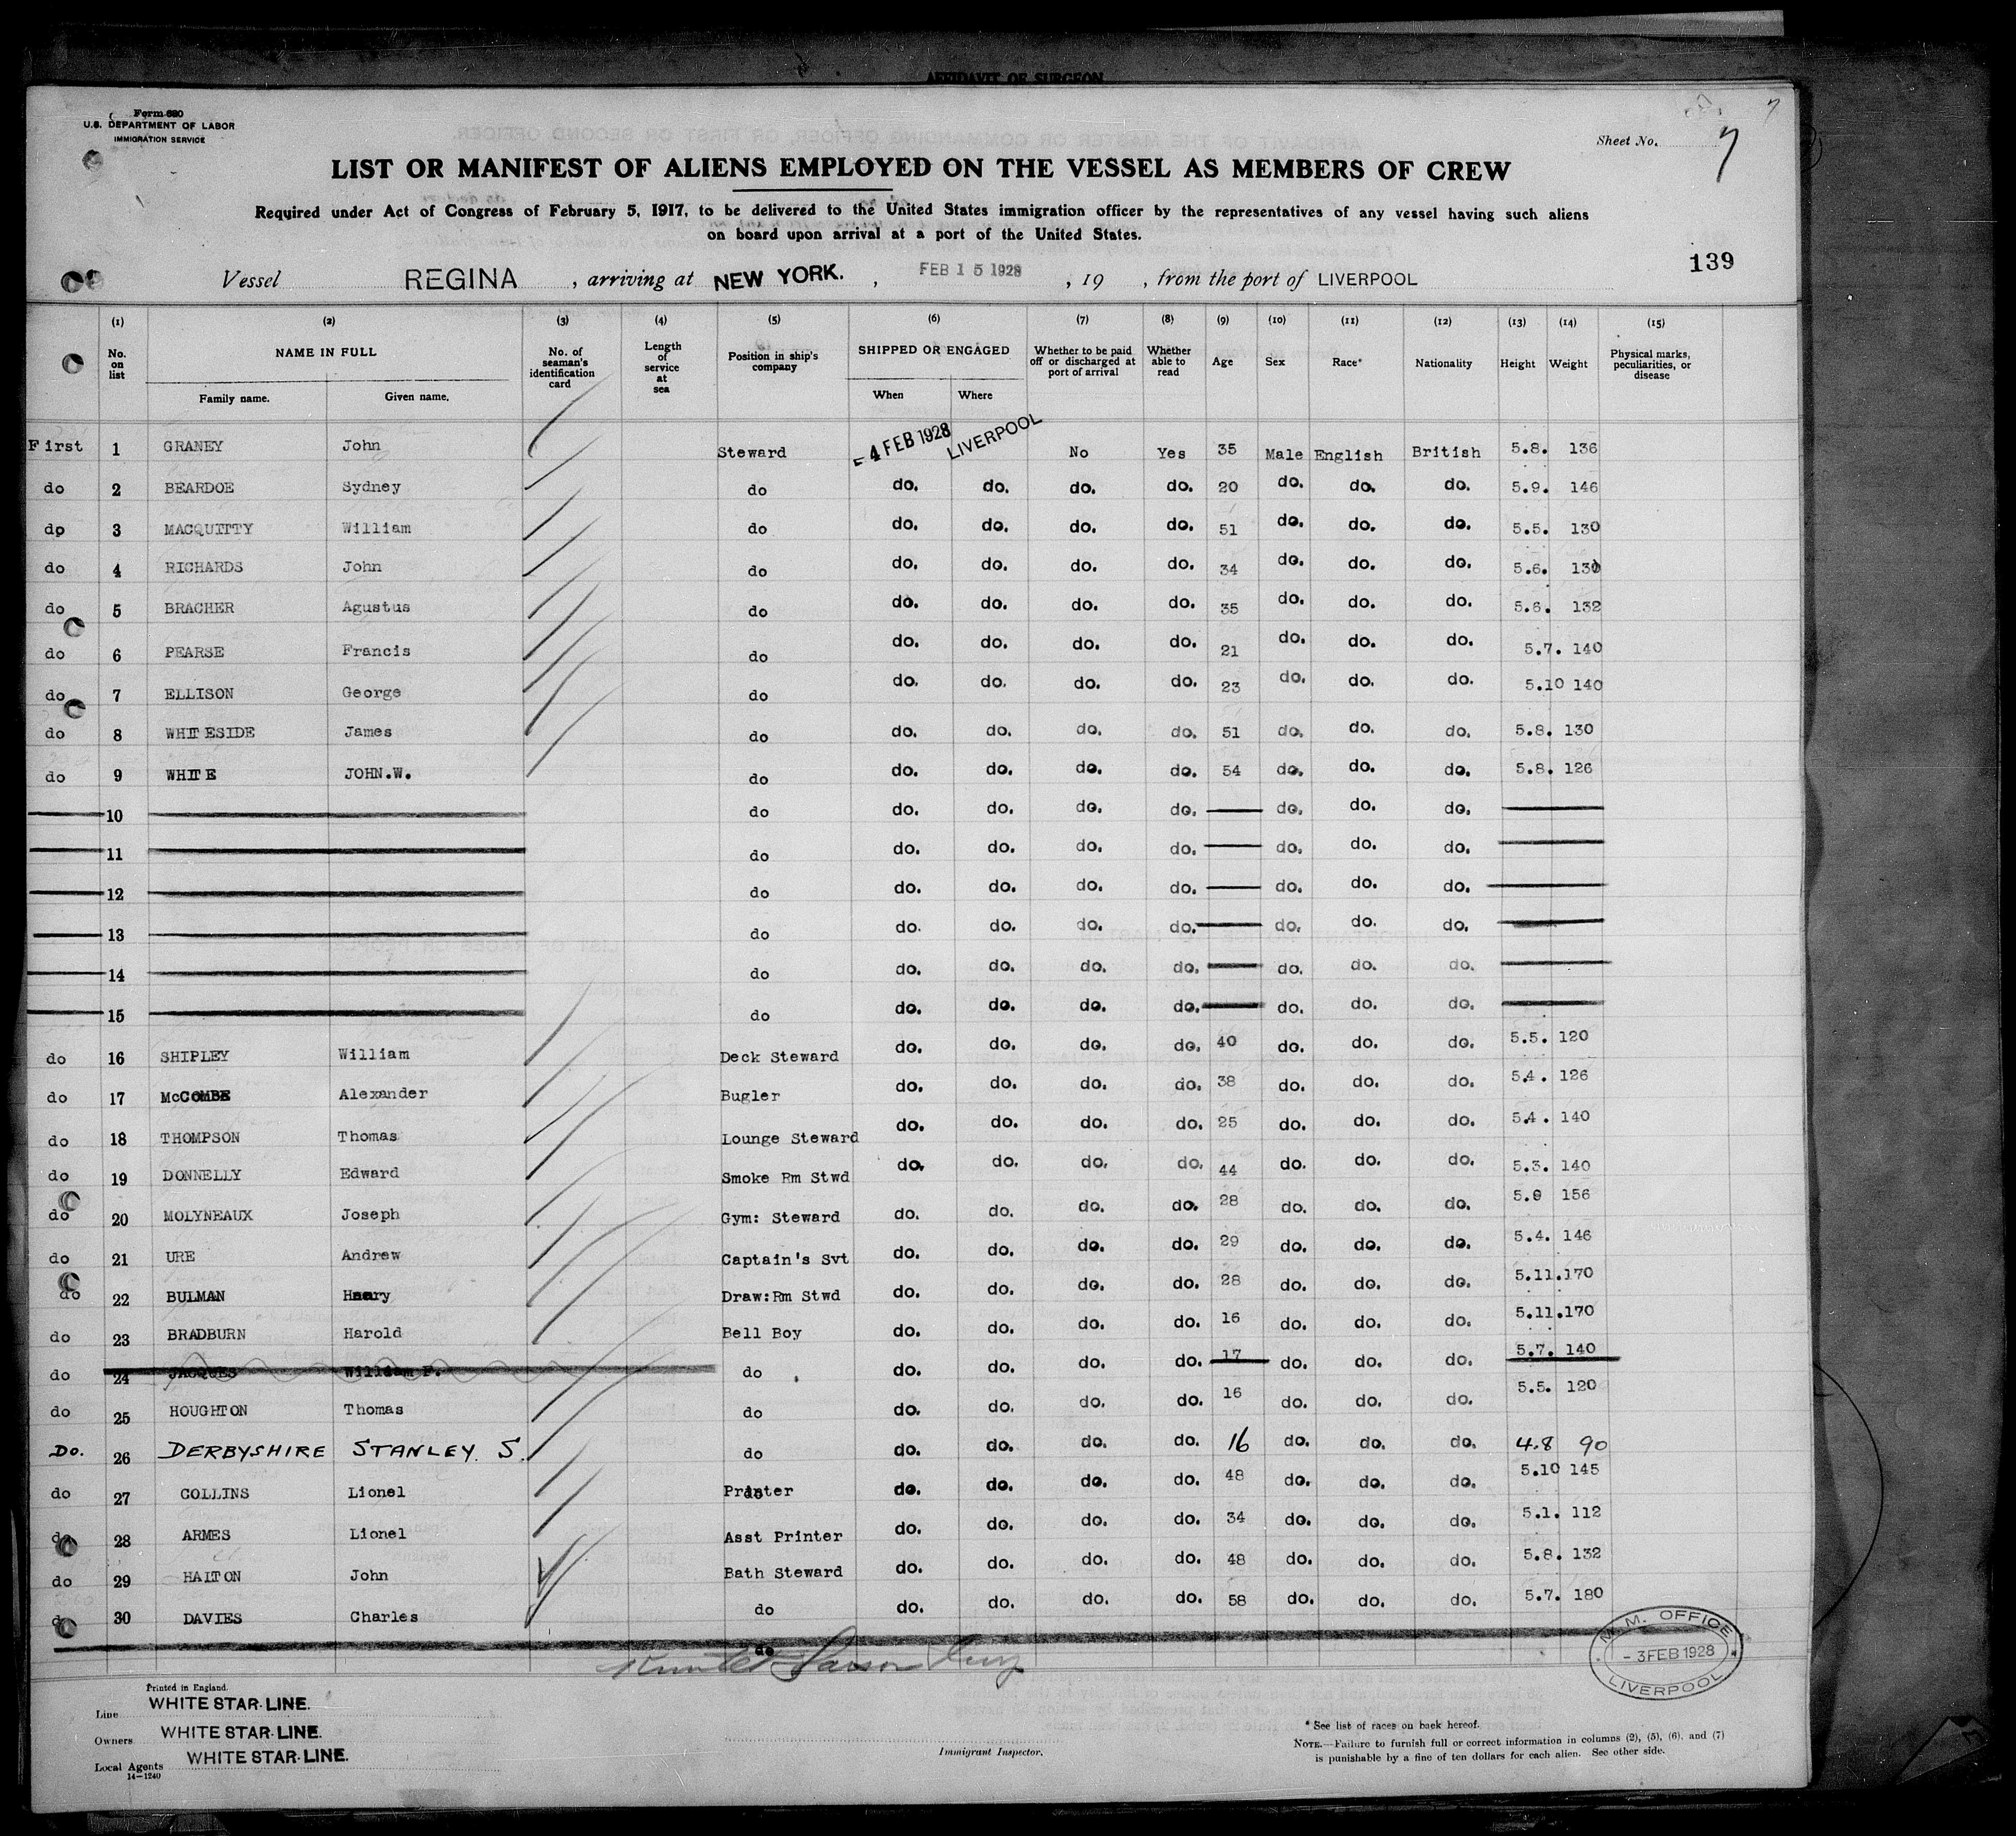 AFFIDAVIT OF SURGEON
Form 680
U.S. DEPARTMENT OF LABOR
IMMIGRATION SERVICE
Sheet No. 7
7
LIST OR MANIFEST OF ALIENS EMPLOYED ON THE VESSEL AS MEMBERS OF CREW
Required under Act of Congress of February 5, 1917, to be delivered to the United States immigration officer by the representatives of any vessel having such aliens
on board upon arrival at a port of the United States.
139
Vessel REGINA, arriving at NEW YORK., FEB 15 1928, 19 , from the port of LIVERPOOL
(1) (2) (3) (4) (5) (6) (7) (8) (9) (10) (11) (12) (13) (14) (15)
No. on list NAME IN FULL Family name. Given name. No. of seaman's identification card Length of service at sea Position in ship's company SHIPPED OR ENGAGED When Where Whether to be paid off or discharged at port of arrival Whether able to read Age Sex Race* Nationality Height Weight Physical marks, peculiarities, or disease
First 1 GRANEY John Steward -4 FEB 1928 LIVERPOOL No Yes 35 Male English British 5.8. 136
do 2 BEARDOE Sydney do do. do. do. do. 20 do. do. do. 5.9. 146
dp 3 MACQUITTY William do do. do. do. do. 51 do. do. do. 5.5. 130
do 4 RICHARDS John do do. do. do. do. 34 do. do. do. 5.6.
do 5 BRACHER Agustus do do. do. do. do. 35 do. do. do. 5.6. 132
do 6 PEARSE Francis do do. do. do. do. 21 do. do. do. 5.7. 140
do 7 ELLISON George do do. do. do. do. 23 do. do. do. 5.10 140
do 8 WHITESIDE James do do. do. do. do. 51 do. do. do. 5.8. 130
do 9 WHITE JOHN.W. do do. do. do. do. 54 do. do. do. 5.8. 126
10 do do. do. do. do. do. do. do.
11 do do. do. do. do. do. do. do.
12 do do. do. do. do. do. do. do.
13 do do. do. do. do. do. do. do.
14 do do. do. do. do. do. do. do.
15 do do. do. do. do. do. do. do.
do 16 SHIPLEY William Deck Steward do. do. do. do. 40 do. do. do. 5.5. 120
do 17 McCOMBE Alexander Bugler do. do. do. do. 38 do. do. do. 5.4. 126
do 18 THOMPSON Thomas Lounge Steward do. do. do. do. 25 do. do. do. 5.4. 140
do 19 DONNELLY Edward Smoke Rm Stwd do. do. do. do. 44 do. do. do. 5.3. 140
do 20 MOLYNEAUX Joseph Gym: Steward do. do. do. do. 28 do. do. do. 156
do 21 URE Andrew Captain's Svt do. do. do. do. 29 do. do. do. 5.4. 146
do 22 BULMAN Draw:Rm Stwd do. do. do. do. 28 do. do. do. 5.11. 170
do 23 BRADBURN Harold Bell Boy do. do. do. do. 16 do. do. do. 5.11. 170
do 24 JACQUES William F. do do. do. do. do. 17 do. do. do. 5.7. 140
do 25 HOUGHTON Thomas do do. do. do. do. 16 do. do. do. 5.5. 120
Do. 26 DERBYSHIRE STANLEY. S. do do. do. do. do. 16 do. do. do. 4.8 90
do 27 COLLINS Lionel Printer do do. do. do. do. 48 do. do. do. 5.10 145
do 28 ARMES Lionel Asst Printer do. do. do. do. 34 do. do. do. 5.1. 112
do 29 HAITON John Bath Steward do. do. do. do. 48 do. do. do. 5.8. 132
do 30 DAVIES Charles do do. do. do. do. 58 do. do. do. 5.7. 180
do
M.M. OFFICE
- 3 FEB 1928
LIVERPOOL
Printed in England.
Line WHITE STAR LINE.
Owners WHITE STAR LINE.
Local Agents WHITE STAR LINE.
14-1240
Immigrant Inspector.
* See list of races on back hereof.
NOTE.—Failure to furnish full or correct information in columns (2), (5), (6), and (7)
is punishable by a fine of ten dollars for each alien. See other side.